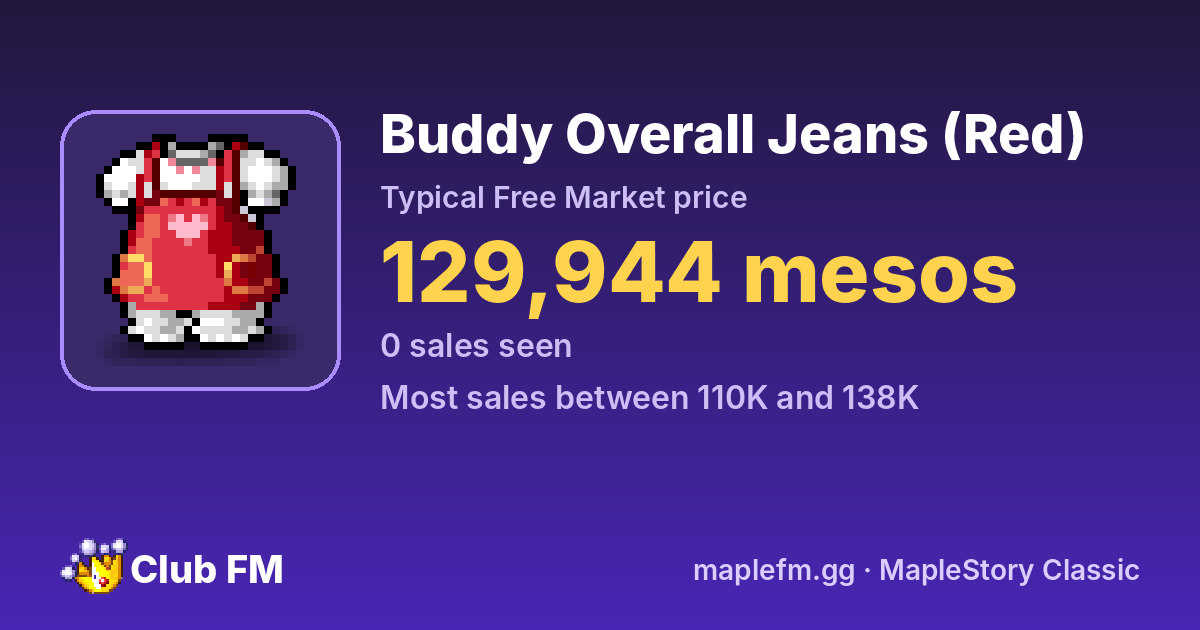 Buddy Overall Jeans (Red)
Typical Free Market price
129,944 mesos
0 sales seen
Most sales between 110K and 138K
Club FM
maplefm.gg · MapleStory Classic